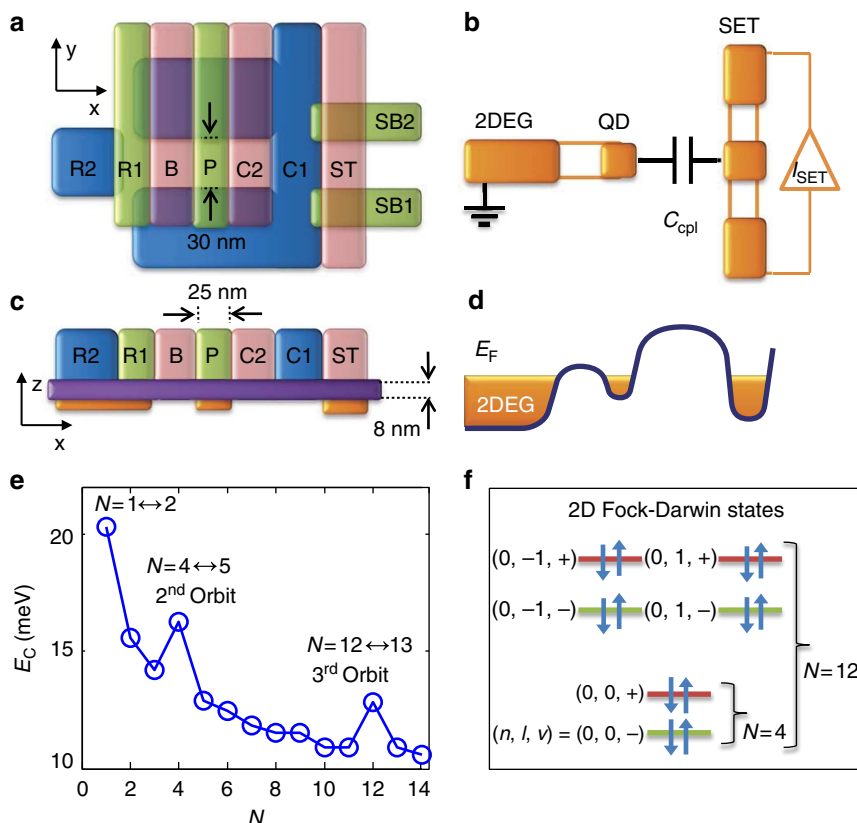 a
y
x
R2
R1
B
P
C2
C1
ST
SB2
SB1
30 nm
b
SET
2DEG
QD
C_cpl
I_SET
c
25 nm
R2
R1
B
P
C2
C1
ST
z
x
8 nm
d
E_F
2DEG
e
N=1↔2
N=4↔5
2nd Orbit
N=12↔13
3rd Orbit
E_C (meV)
20
15
10
0 2 4 6 8 10 12 14
N
f
2D Fock-Darwin states
(0, –1, +) (0, 1, +)
(0, –1, –) (0, 1, –)
N=12
(0, 0, +)
N=4
(n, l, v) = (0, 0, –)